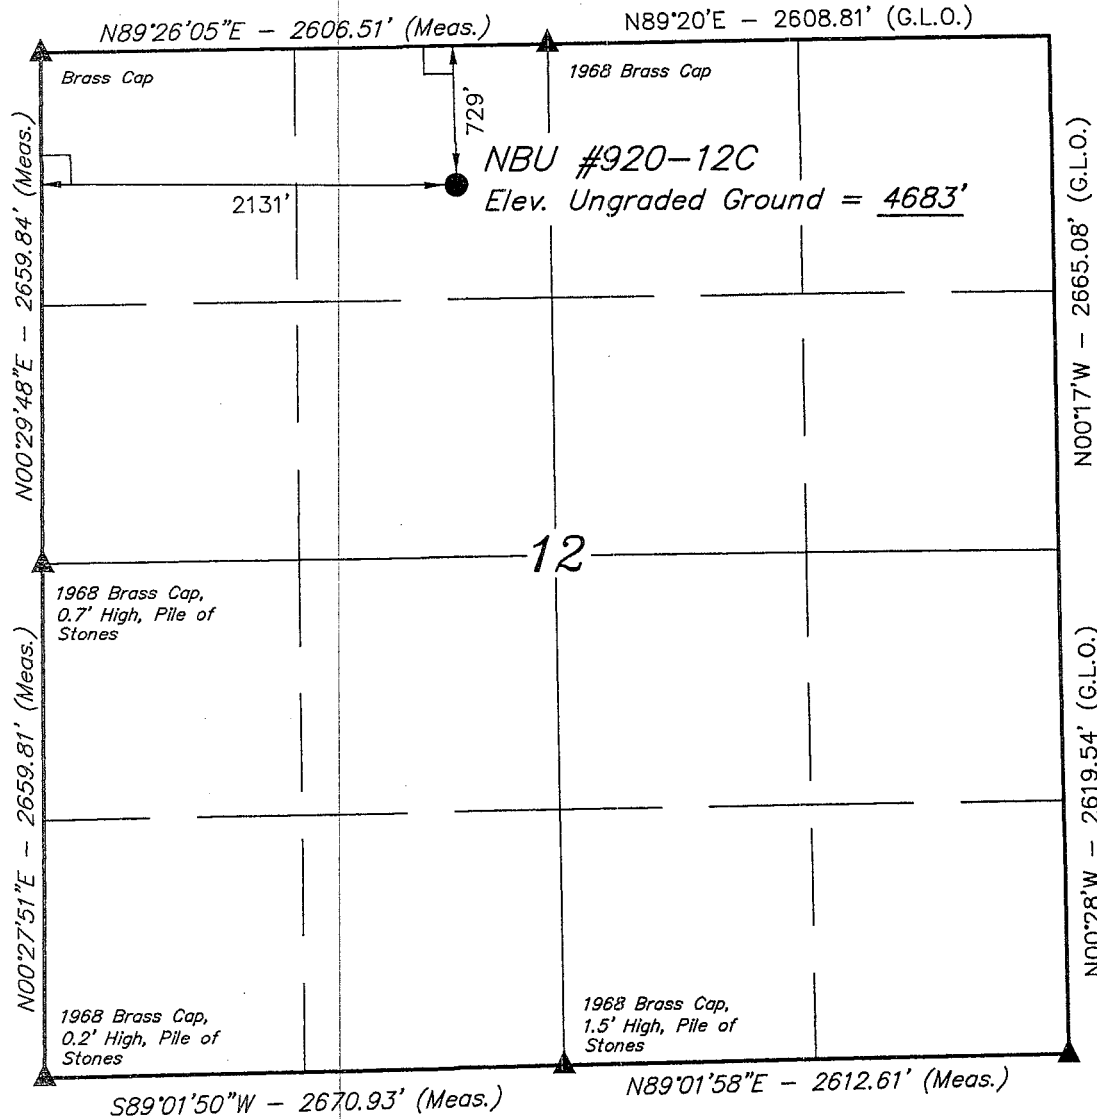 N89°26'05"E - 2606.51' (Meas.)
N89°20'E - 2608.81' (G.L.O.)
Brass Cap
1968 Brass Cap
729'
NBU #920-12C
Elev. Ungraded Ground = 4683'
2131'
N00°29'48"E - 2659.84' (Meas.)
N00°17'W - 2665.08' (G.L.O.)
12
1968 Brass Cap,
0.7' High, Pile of
Stones
N00°27'51"E - 2659.81' (Meas.)
N00°28'W - 2619.54' (G.L.O.)
1968 Brass Cap,
0.2' High, Pile of
Stones
1968 Brass Cap,
1.5' High, Pile of
Stones
S89°01'50"W - 2670.93' (Meas.)
N89°01'58"E - 2612.61' (Meas.)